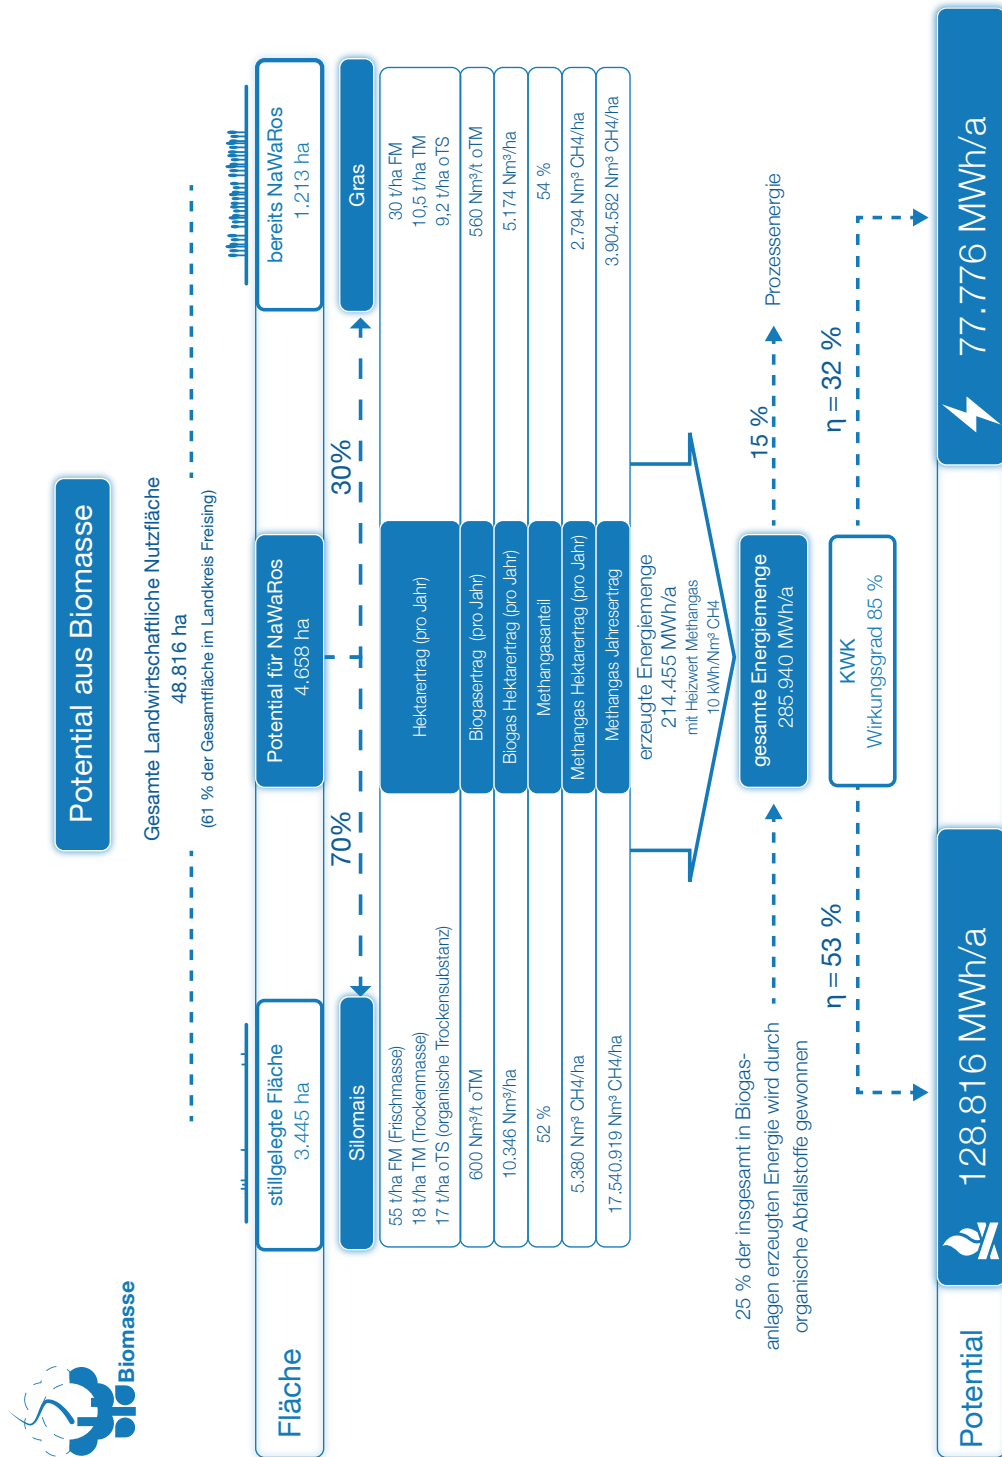 Biomasse
Potential aus Biomasse
Gesamte Landwirtschaftliche Nutzfläche
48.816 ha
(61 % der Gesamtfläche im Landkreis Freising)
Fläche
stillgelegte Fläche
3.445 ha
Potential für NaWaRos
4.658 ha
bereits NaWaRos
1.213 ha
70%
30%
Silomais
Gras
55 t/ha FM (Frischmasse)
18 t/ha TM (Trockenmasse)
17 t/ha oTS (organische Trockensubstanz)
Hektarertrag (pro Jahr)
30 t/ha FM
10,5 t/ha TM
9,2 t/ha oTS
600 Nm³/t oTM
Biogasertrag (pro Jahr)
560 Nm³/t oTM
10.346 Nm³/ha
Biogas Hektarertrag (pro Jahr)
5.174 Nm³/ha
52 %
Methangasanteil
54 %
5.380 Nm³ CH4/ha
Methangas Hektarertrag (pro Jahr)
2.794 Nm³ CH4/ha
17.540.919 Nm³ CH4/ha
Methangas Jahresertrag
3.904.582 Nm³ CH4/ha
erzeugte Energiemenge
214.455 MWh/a
mit Heizwert Methangas
10 kWh/Nm³ CH4
25 % der insgesamt in Biogas-
anlagen erzeugten Energie wird durch
organische Abfallstoffe gewonnen
gesamte Energiemenge
285.940 MWh/a
15 %
Prozessenergie
KWK
Wirkungsgrad 85 %
η = 53 %
η = 32 %
Potential
128.816 MWh/a
77.776 MWh/a